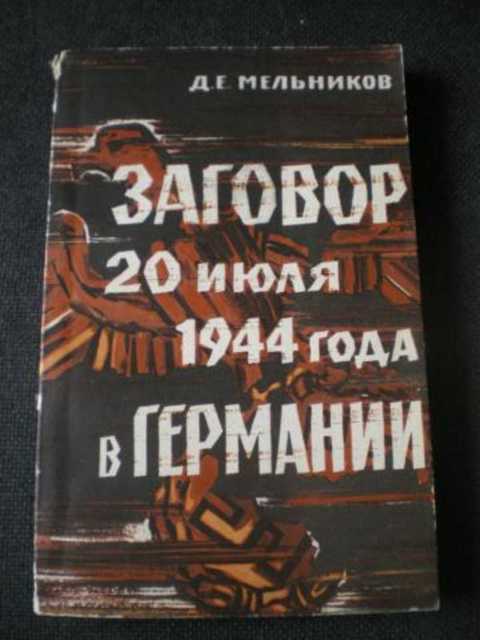 Д.Е. МЕЛЬНИКОВ
ЗАГОВОР
20 ИЮЛЯ
1944 ГОДА
В ГЕРМАНИИ